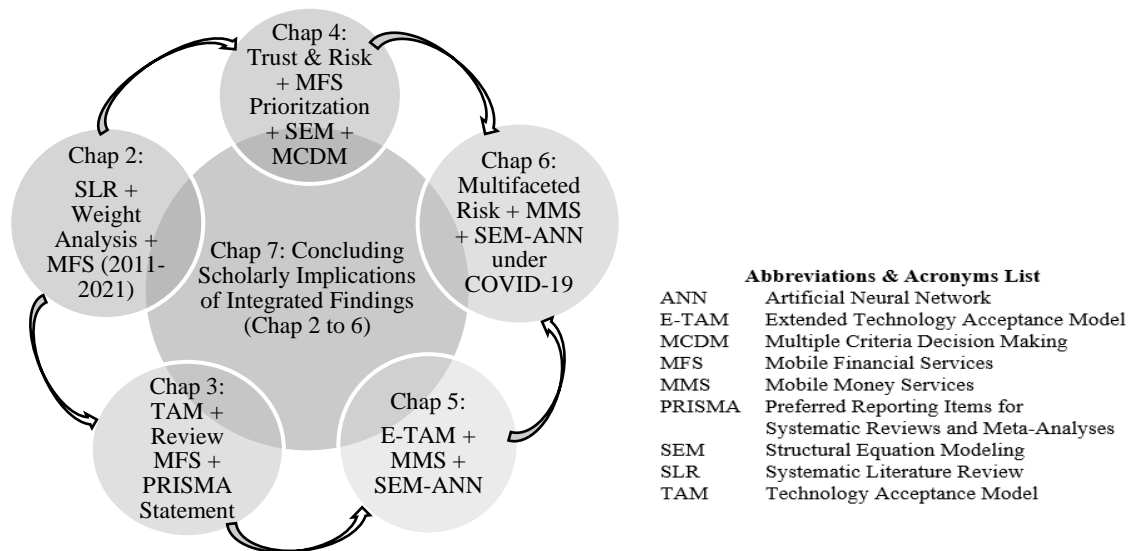 Chap 4:
Trust & Risk
+ MFS
Prioritzation
+ SEM +
MCDM
Chap 2:
SLR +
Weight
Analysis +
MFS (2011-
2021)
Chap 6:
Multifaceted
Risk + MMS
+ SEM-ANN
under
COVID-19
Chap 7: Concluding
Scholarly Implications
of Integrated Findings
(Chap 2 to 6)
Chap 3:
TAM +
Review
MFS +
PRISMA
Statement
Chap 5:
E-TAM +
MMS +
SEM-ANN
Abbreviations & Acronyms List
ANN Artificial Neural Network
E-TAM Extended Technology Acceptance Model
MCDM Multiple Criteria Decision Making
MFS Mobile Financial Services
MMS Mobile Money Services
PRISMA Preferred Reporting Items for
Systematic Reviews and Meta-Analyses
SEM Structural Equation Modeling
SLR Systematic Literature Review
TAM Technology Acceptance Model